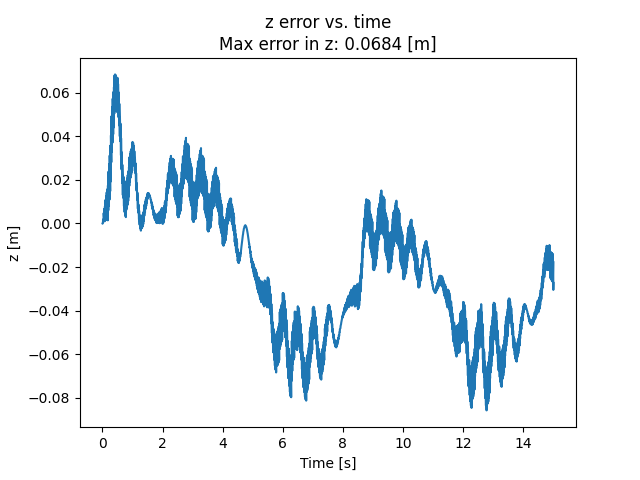 z error vs. time
Max error in z: 0.0684 [m]
0.06
0.04
0.02
0.00
−0.02
−0.04
−0.06
−0.08
z [m]
0 2 4 6 8 10 12 14
Time [s]